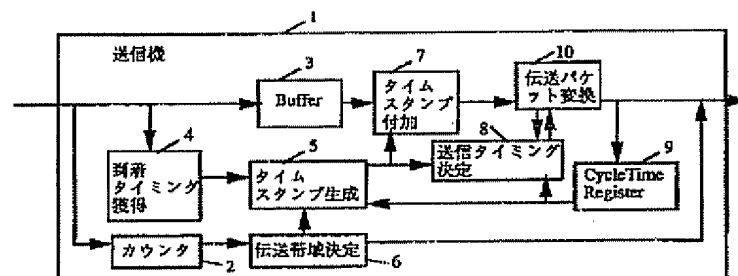 1
送信機
3
Buffer
7
タイム
スタンプ
付加
10
伝送パケ
ット変換
4
到着
タイミング
獲得
5
タイム
スタンプ生成
8
送信タイミング
決定
9
CycleTime
Register
カウンタ
2
伝送帯域決定
6